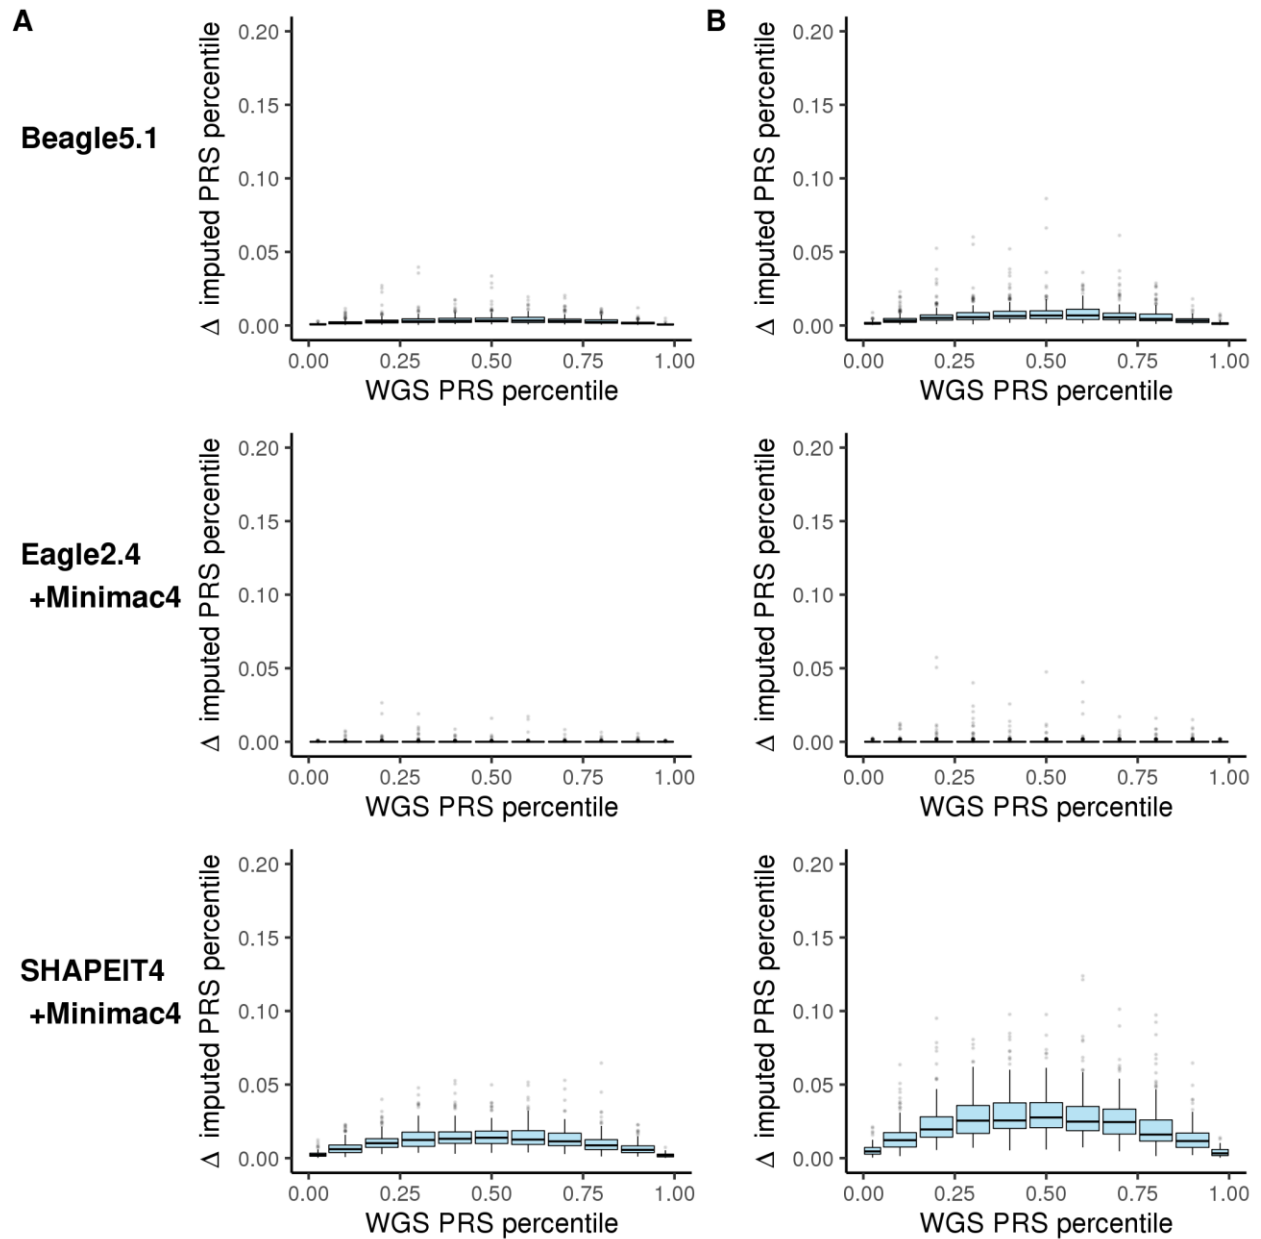 A
B
Beagle5.1
Δ imputed PRS percentile
0.20
0.15
0.10
0.05
0.00
0.00 0.25 0.50 0.75 1.00
WGS PRS percentile
Δ imputed PRS percentile
0.20
0.15
0.10
0.05
0.00
0.00 0.25 0.50 0.75 1.00
WGS PRS percentile
Eagle2.4
+Minimac4
Δ imputed PRS percentile
0.20
0.15
0.10
0.05
0.00
0.00 0.25 0.50 0.75 1.00
WGS PRS percentile
Δ imputed PRS percentile
0.20
0.15
0.10
0.05
0.00
0.00 0.25 0.50 0.75 1.00
WGS PRS percentile
SHAPEIT4
+Minimac4
Δ imputed PRS percentile
0.20
0.15
0.10
0.05
0.00
0.00 0.25 0.50 0.75 1.00
WGS PRS percentile
Δ imputed PRS percentile
0.20
0.15
0.10
0.05
0.00
0.00 0.25 0.50 0.75 1.00
WGS PRS percentile